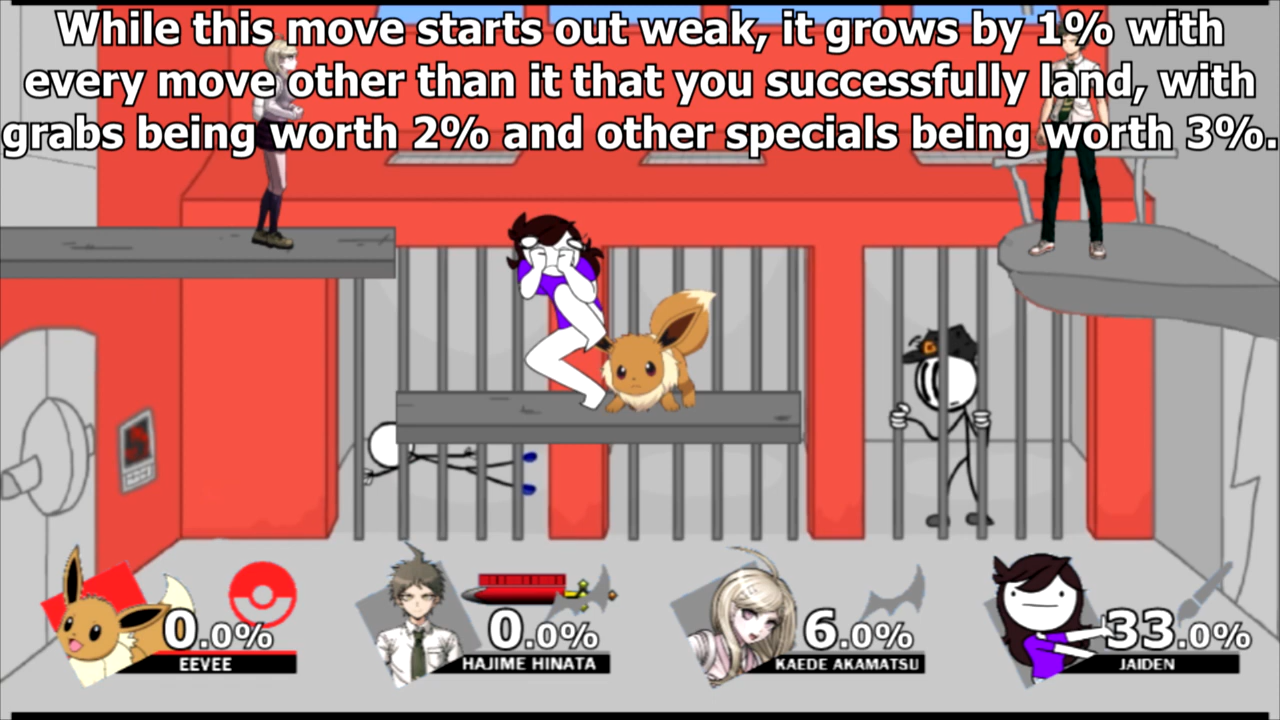 While this move starts out weak, it grows by 1% with
every move other than it that you successfully land, with
grabs being worth 2% and other specials being worth 3%.
0.0%
EEVEE
0.0%
HAJIME HINATA
6.0%
KAEDE AKAMATSU
33.0%
JAIDEN